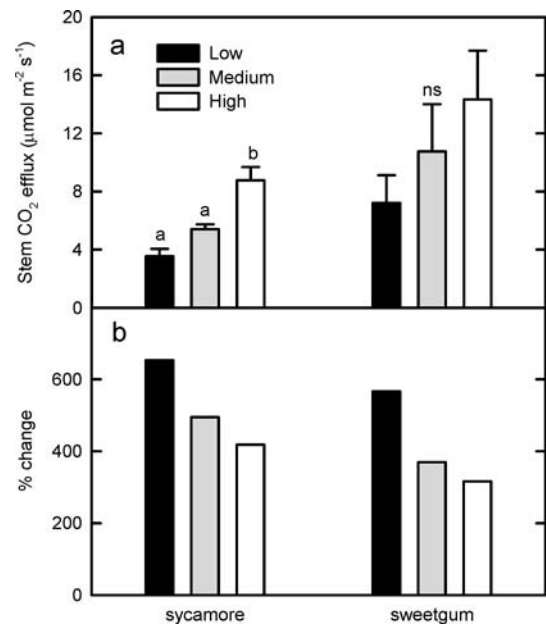 20
a
Low
Medium
High
ns
16
12
b
8
a
a
4
0
Stem CO₂ efflux (μmol m⁻² s⁻¹)
b
600
400
200
0
% change
sycamore
sweetgum